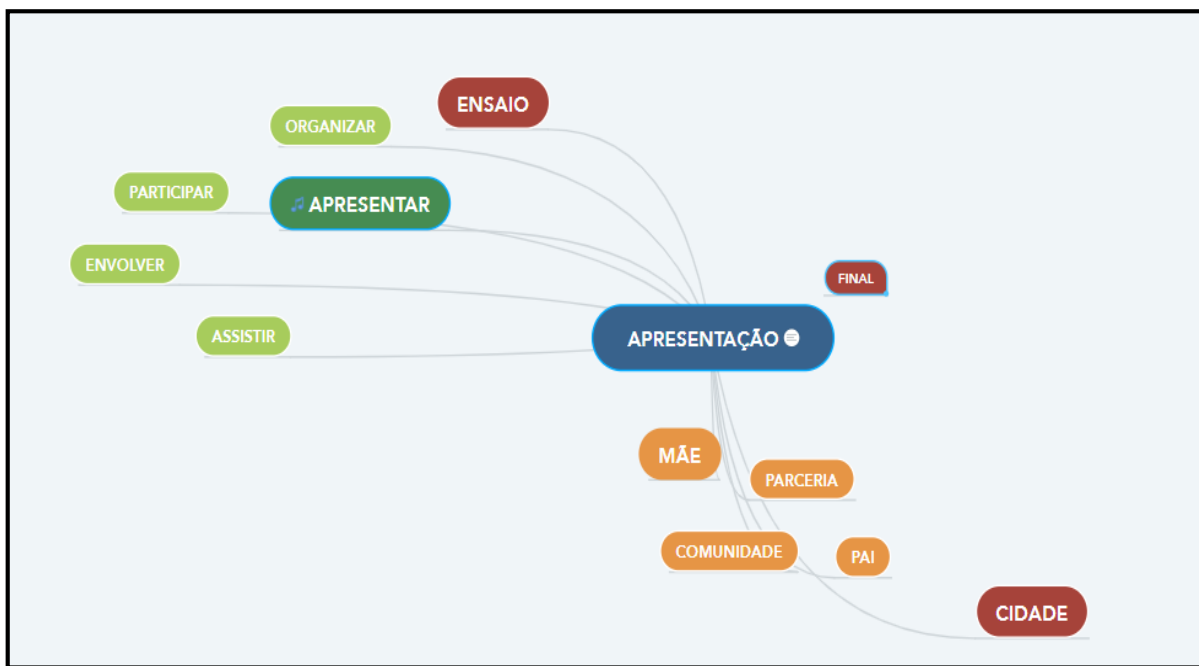 ENSAIO
ORGANIZAR
PARTICIPAR
APRESENTAR
ENVOLVER
FINAL
ASSISTIR
APRESENTAÇÃO
MÃE
PARCERIA
COMUNIDADE
PAI
CIDADE